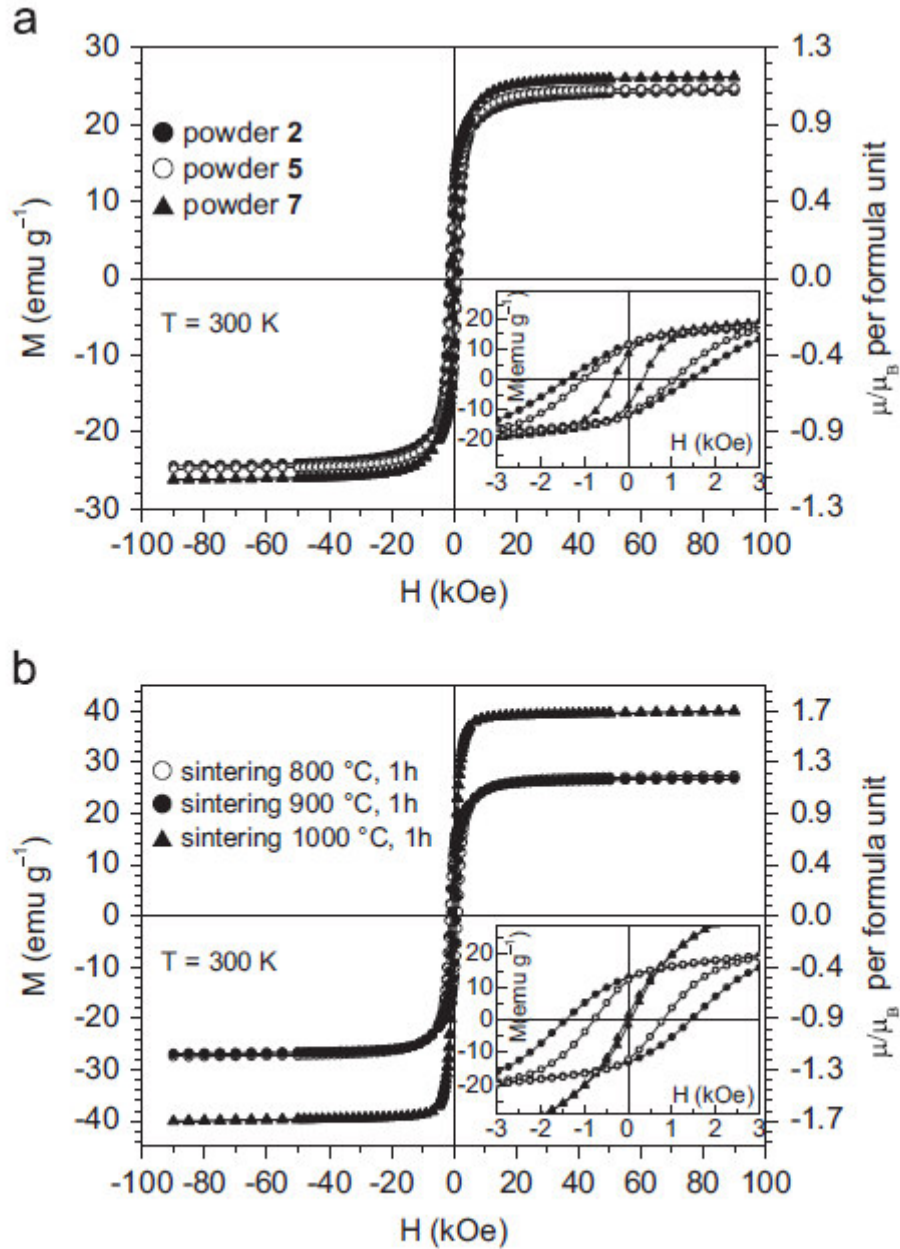 a
30
20
10
0
-10
-20
-30
M (emu g⁻¹)
1.3
0.9
0.4
0.0
-0.4
-0.9
-1.3
μ/μB per formula unit
powder 2
powder 5
powder 7
T = 300 K
20
10
0
-10
-20
H (kOe)
-3 -2 -1 0 1 2 3
-100 -80 -60 -40 -20 0 20 40 60 80 100
H (kOe)
b
40
30
20
10
0
-10
-20
-30
-40
M (emu g⁻¹)
1.7
1.3
0.9
0.4
0.0
-0.4
-0.9
-1.3
-1.7
μ/μB per formula unit
sintering 800 °C, 1h
sintering 900 °C, 1h
sintering 1000 °C, 1h
T = 300 K
20
10
0
-10
-20
H (kOe)
-3 -2 -1 0 1 2 3
-100 -80 -60 -40 -20 0 20 40 60 80 100
H (kOe)